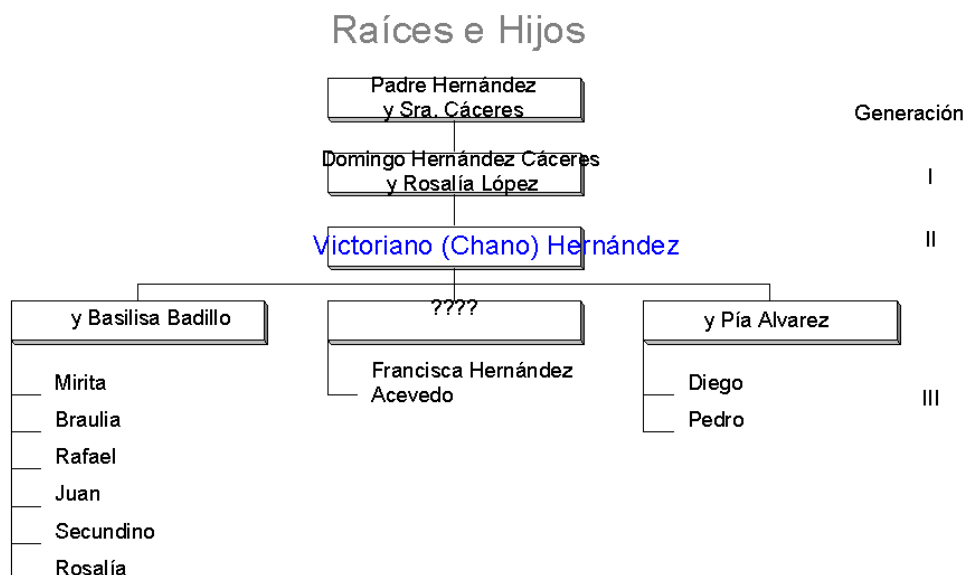 Raíces e Hijos
Padre Hernández
y Sra. Cáceres
Generación
Domingo Hernández Cáceres
y Rosalía López
I
Victoriano (Chano) Hernández
II
y Basilisa Badillo
????
y Pía Alvarez
Mirita
Braulia
Rafael
Juan
Secundino
Rosalía
Francisca Hernández
Acevedo
Diego
Pedro
III